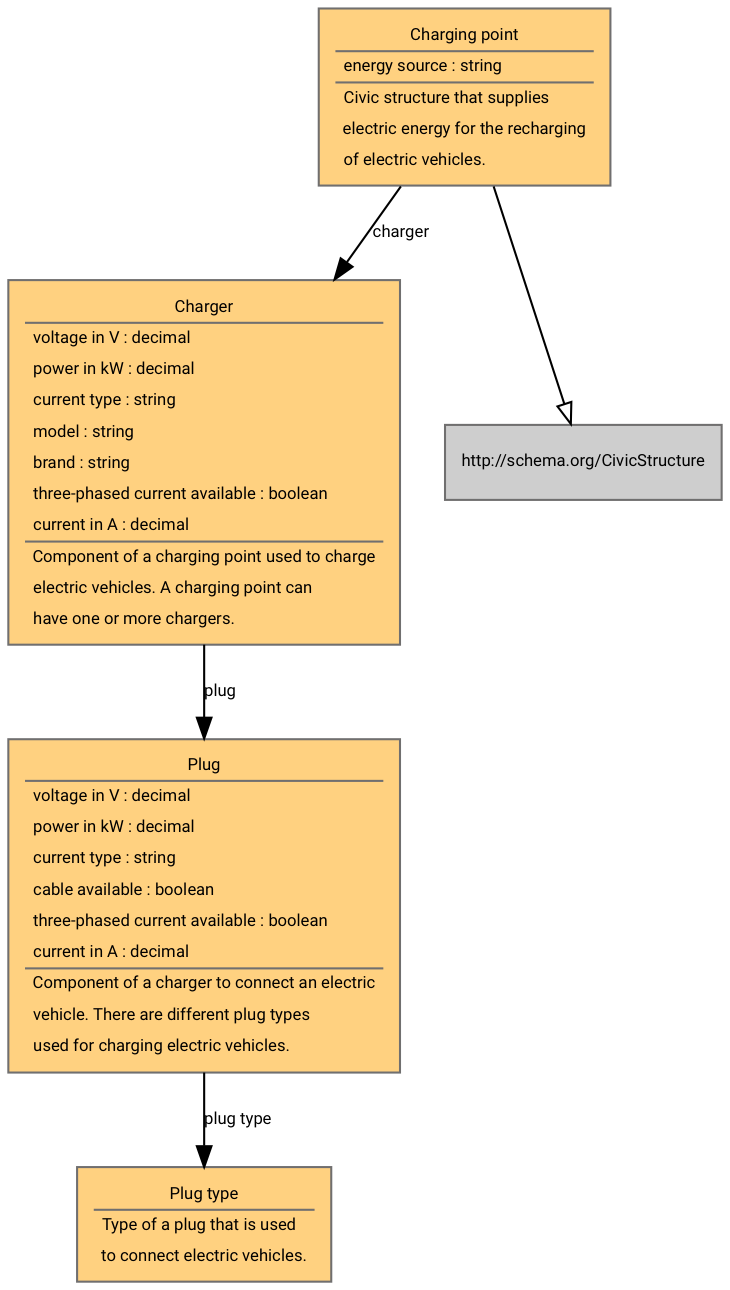 Charging point
energy source : string
Civic structure that supplies
electric energy for the recharging
of electric vehicles.
charger
Charger
voltage in V : decimal
power in kW : decimal
current type : string
model : string
brand : string
three-phased current available : boolean
current in A : decimal
Component of a charging point used to charge
electric vehicles. A charging point can
have one or more chargers.
http://schema.org/CivicStructure
plug
Plug
voltage in V : decimal
power in kW : decimal
current type : string
cable available : boolean
three-phased current available : boolean
current in A : decimal
Component of a charger to connect an electric
vehicle. There are different plug types
used for charging electric vehicles.
plug type
Plug type
Type of a plug that is used
to connect electric vehicles.